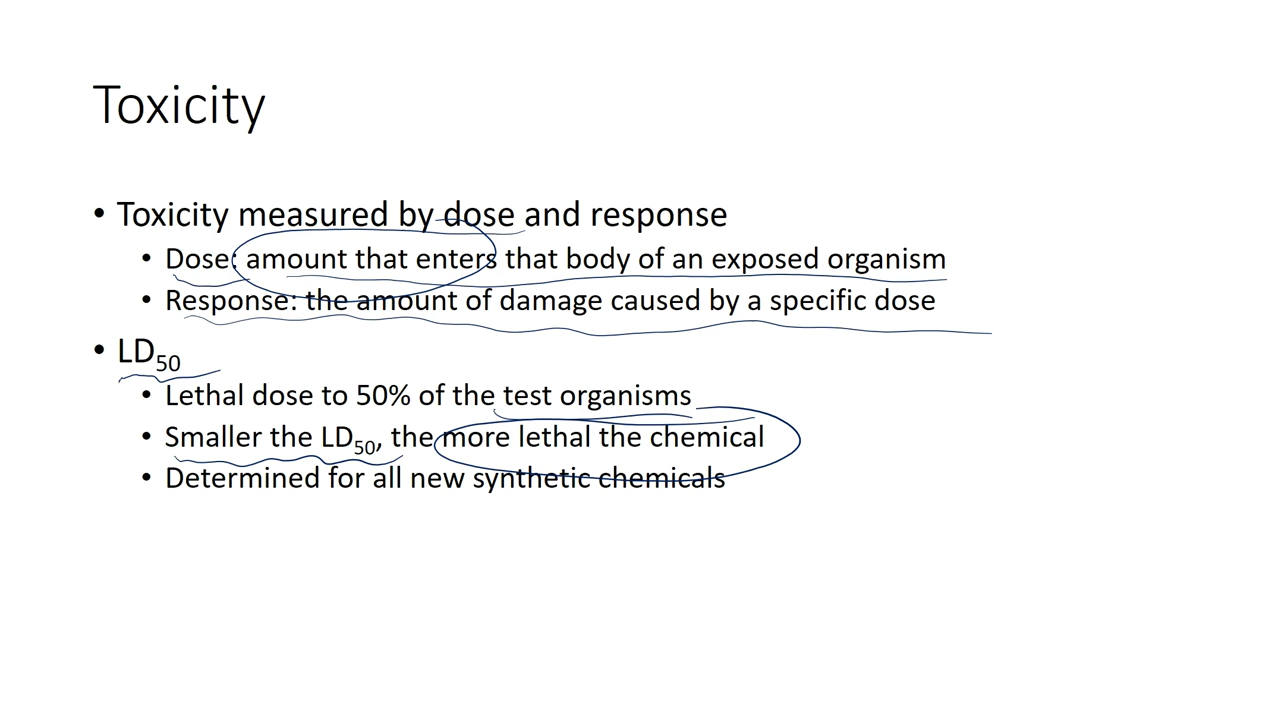 Toxicity
• Toxicity measured by dose and response
• Dose: amount that enters that body of an exposed organism
• Response: the amount of damage caused by a specific dose
• LD50
• Lethal dose to 50% of the test organisms
• Smaller the LD50, the more lethal the chemical
• Determined for all new synthetic chemicals